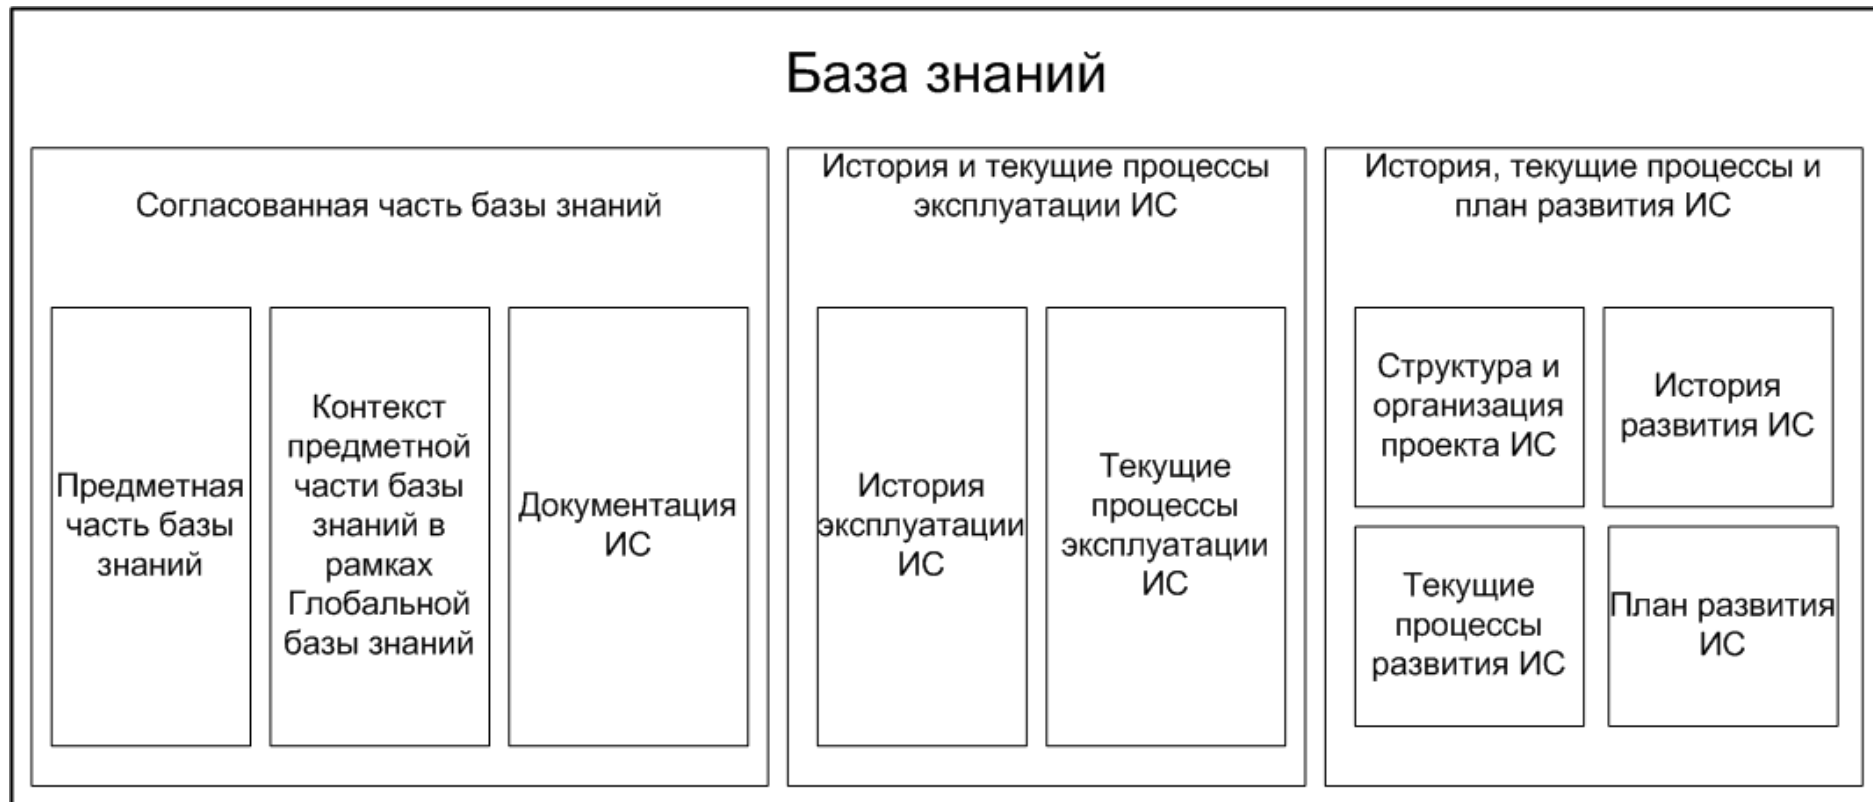 База знаний
Согласованная часть базы знаний
Предметная
часть базы
знаний
Контекст
предметной
части базы
знаний в
рамках
Глобальной
базы знаний
Документация
ИС
История и текущие процессы
эксплуатации ИС
История
эксплуатации
ИС
Текущие
процессы
эксплуатации
ИС
История, текущие процессы и
план развития ИС
Структура и
организация
проекта ИС
История
развития ИС
Текущие
процессы
развития ИС
План развития
ИС